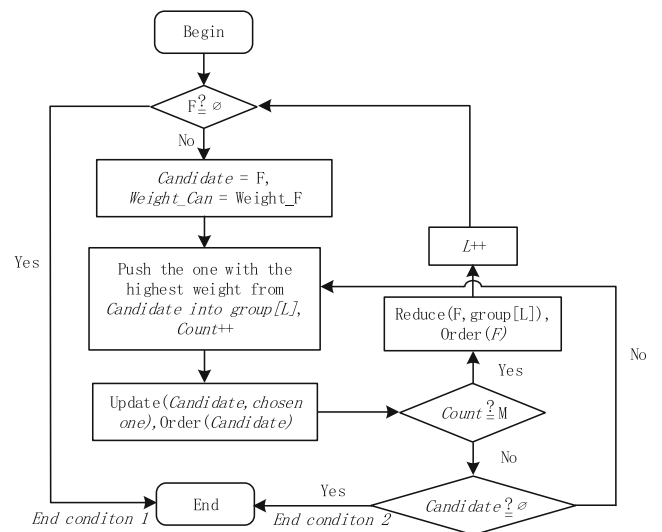 Begin
F≟∅
No
Candidate = F,
Weight_Can = Weight_F
Yes
Push the one with the
highest weight from
Candidate into group[L],
Count++
L++
Reduce(F,group[L]),
Order(F)
No
Yes
Update(Candidate,chosen
one),Order(Candidate)
Count≟M
No
End
Yes
Candidate≟∅
End conditon 1
End conditon 2